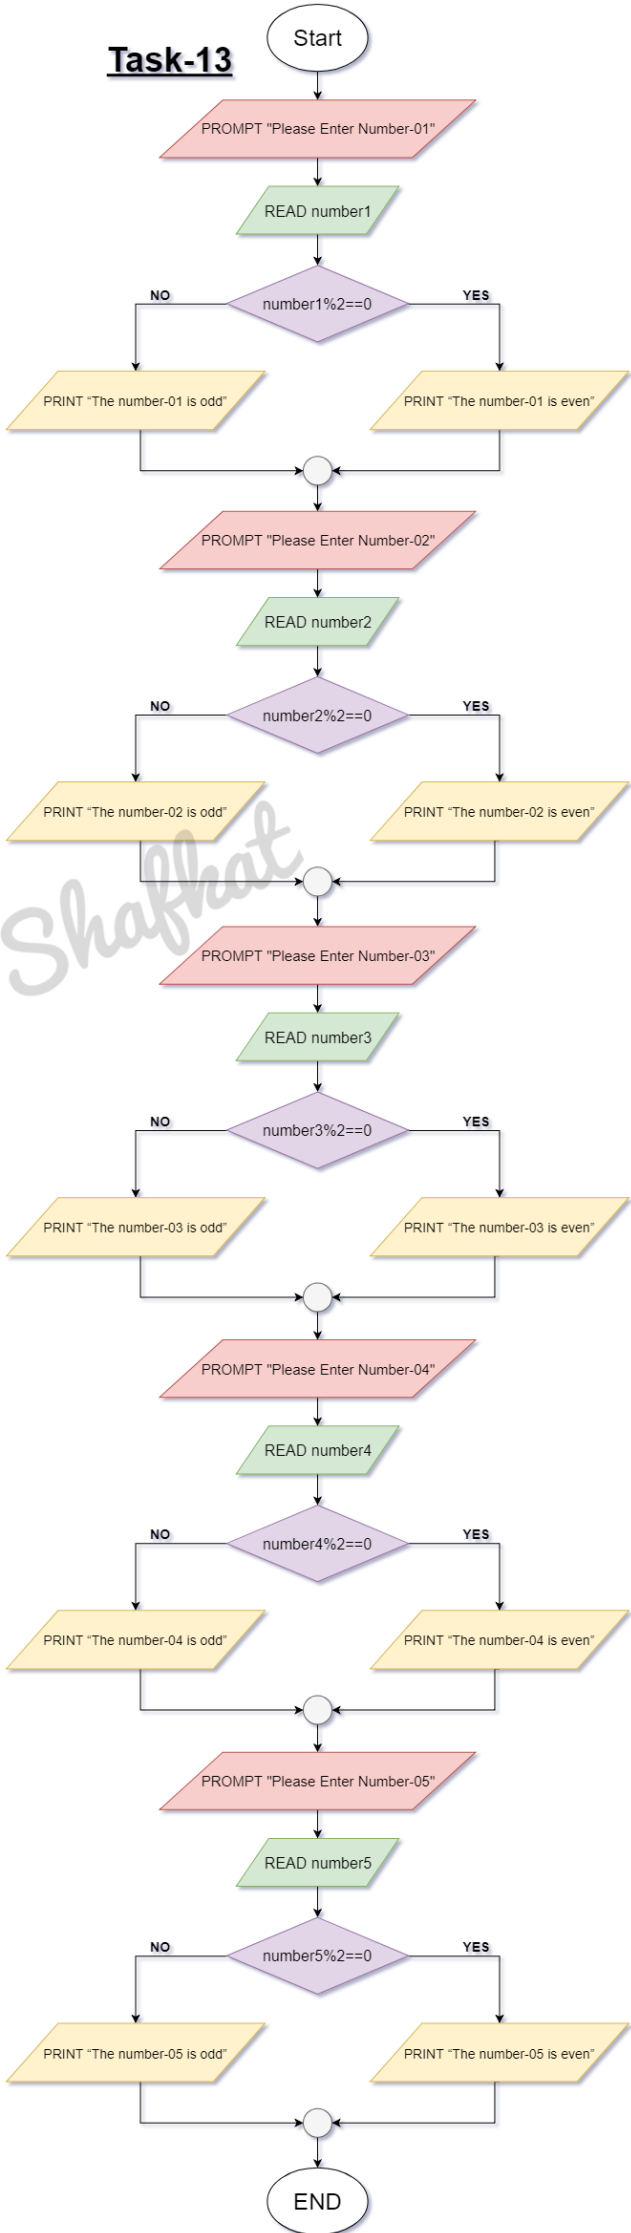 Start
Task-13
PROMPT "Please Enter Number-01"
READ number1
number1%2==0
NO
YES
PRINT “The number-01 is odd”
PRINT “The number-01 is even”
PROMPT "Please Enter Number-02"
READ number2
number2%2==0
NO
YES
PRINT “The number-02 is odd”
PRINT “The number-02 is even”
Shafkat
PROMPT "Please Enter Number-03"
READ number3
number3%2==0
NO
YES
PRINT “The number-03 is odd”
PRINT “The number-03 is even”
PROMPT "Please Enter Number-04"
READ number4
number4%2==0
NO
YES
PRINT “The number-04 is odd”
PRINT “The number-04 is even”
PROMPT "Please Enter Number-05"
READ number5
number5%2==0
NO
YES
PRINT “The number-05 is odd”
PRINT “The number-05 is even”
END